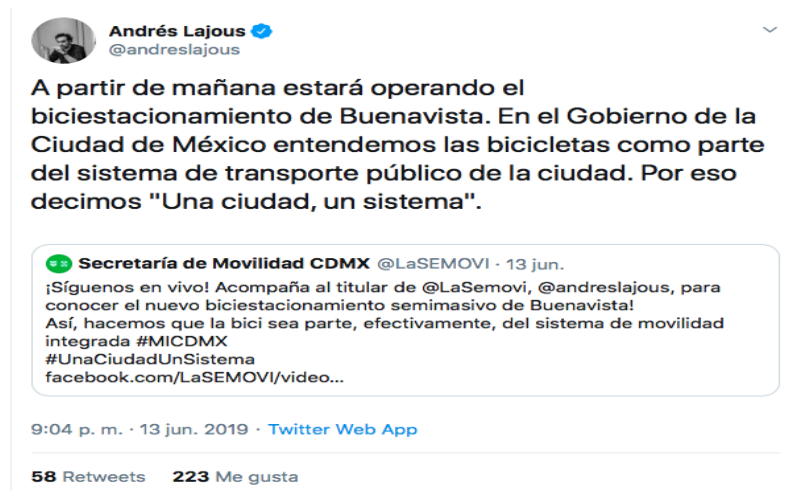 Andrés Lajous
@andreslajous
A partir de mañana estará operando el
biciestacionamiento de Buenavista. En el Gobierno de la
Ciudad de México entendemos las bicicletas como parte
del sistema de transporte público de la ciudad. Por eso
decimos "Una ciudad, un sistema".
Secretaría de Movilidad CDMX @LaSEMOVI · 13 jun.
¡Síguenos en vivo! Acompaña al titular de @LaSemovi, @andreslajous, para
conocer el nuevo biciestacionamiento semimasivo de Buenavista!
Así, hacemos que la bici sea parte, efectivamente, del sistema de movilidad
integrada #MICDMX
#UnaCiudadUnSistema
facebook.com/LaSEMOVI/video...
9:04 p. m. · 13 jun. 2019 · Twitter Web App
58 Retweets 223 Me gusta